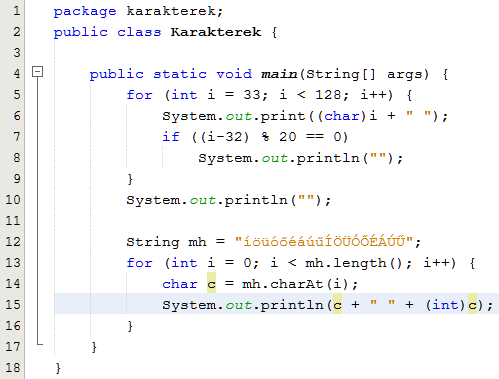 1 package karakterek;
2 public class Karakterek {
3
4 public static void main(String[] args) {
5 for (int i = 33; i < 128; i++) {
6 System.out.print((char)i + " ");
7 if ((i-32) % 20 == 0)
8 System.out.println("");
9 }
10 System.out.println("");
11
12 String mh = "íöüóőéáúűÍÖÜÓŐÉÁÚŰ";
13 for (int i = 0; i < mh.length(); i++) {
14 char c = mh.charAt(i);
15 System.out.println(c + " " + (int)c);
16 }
17 }
18 }